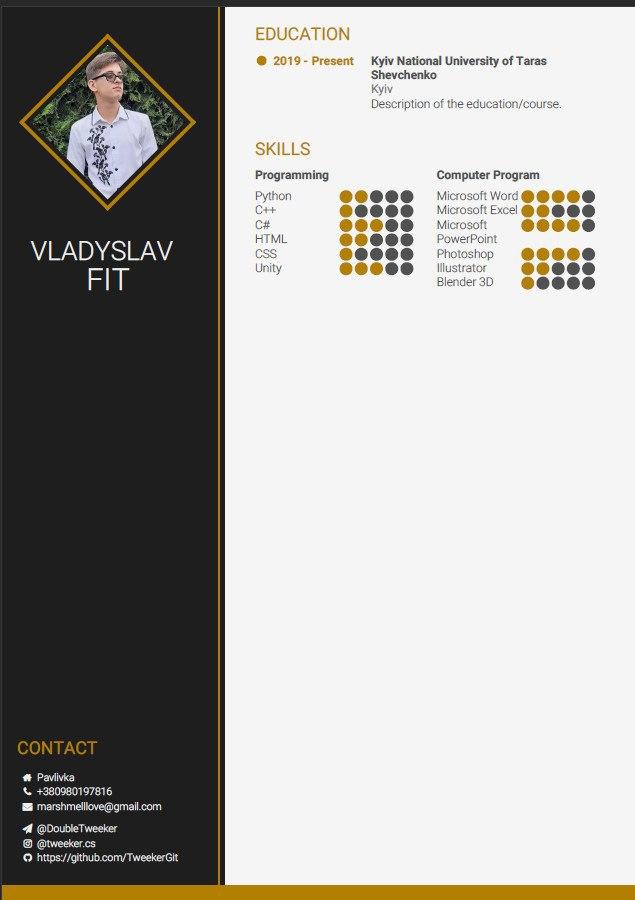 VLADYSLAV
FIT
CONTACT
Pavlivka
+380980197816
marshmelllove@gmail.com
@DoubleTweeker
@tweeker.cs
https://github.com/TweekerGit
EDUCATION
2019 - Present
Kyiv National University of Taras
Shevchenko
Kyiv
Description of the education/course.
SKILLS
Programming
Python
C++
C#
HTML
CSS
Unity
Computer Program
Microsoft Word
Microsoft Excel
Microsoft
PowerPoint
Photoshop
Illustrator
Blender 3D